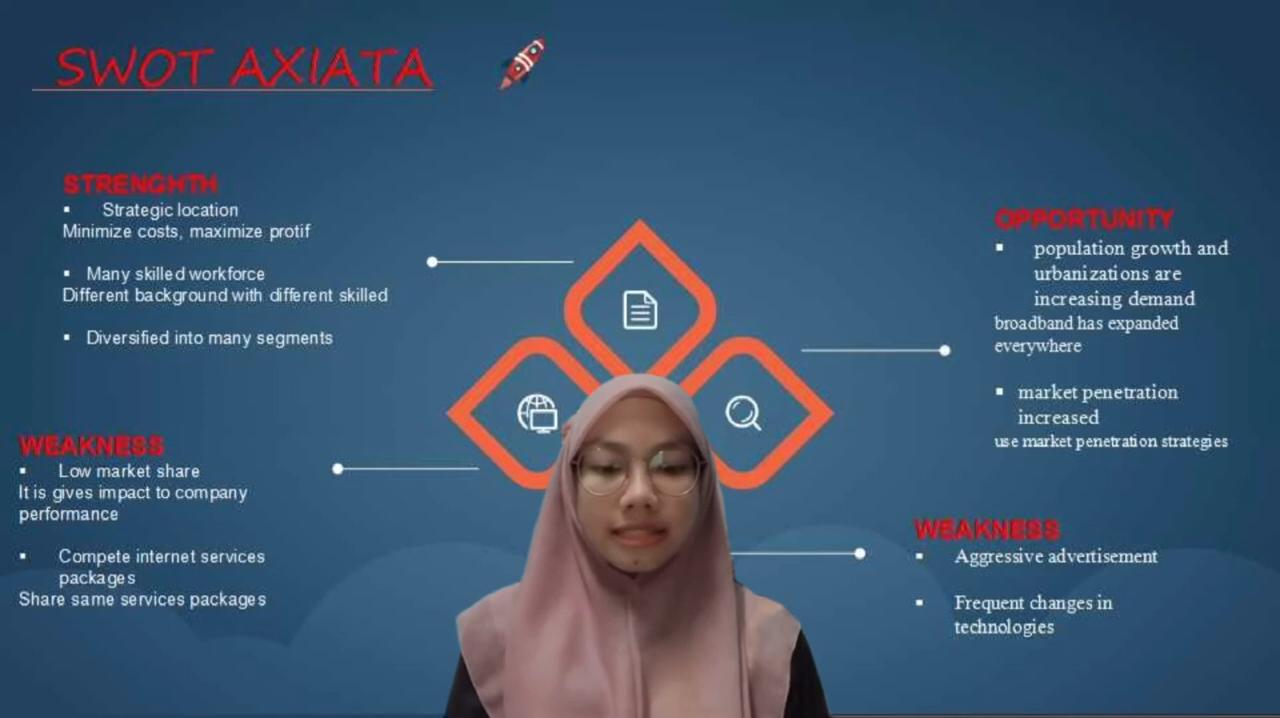 SWOT AXIATA
STRENGHTH
▪ Strategic location
Minimize costs, maximize protif
▪ Many skilled workforce
Different background with different skilled
▪ Diversified into many segments
WEAKNESS
▪ Low market share
It is gives impact to company
performance
▪ Compete internet services
packages
Share same services packages
OPPORTUNITY
▪ population growth and
urbanizations are
increasing demand
broadband has expanded
everywhere
▪ market penetration
increased
use market penetration strategies
WEAKNESS
▪ Aggressive advertisement
▪ Frequent changes in
technologies